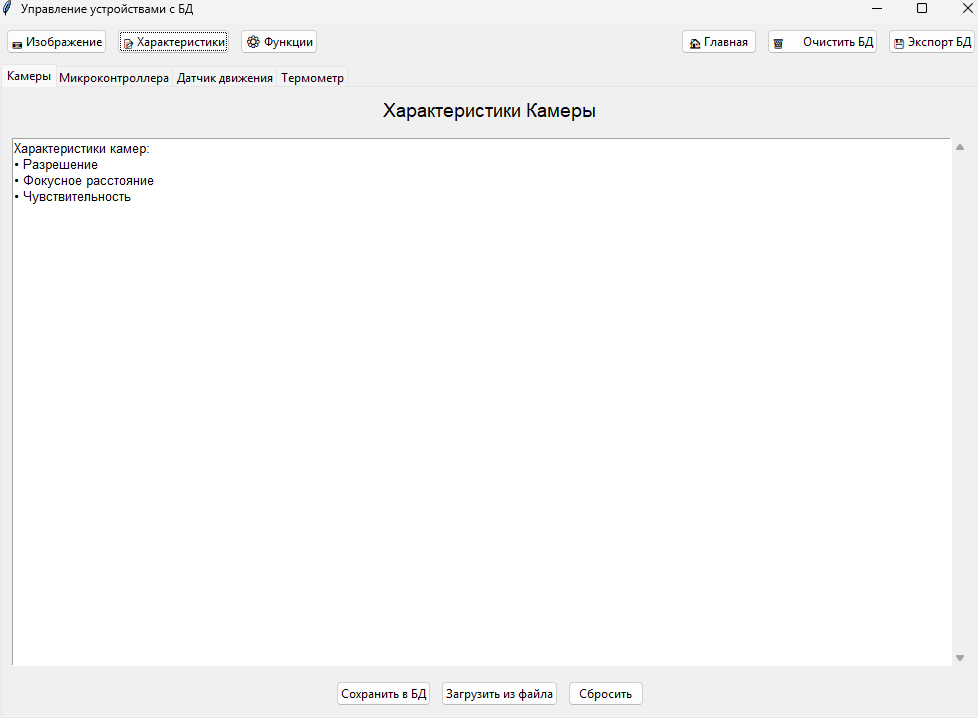 Управление устройствами с БД
Изображение Характеристики Функции Главная Очистить БД Экспорт БД
Камеры Микроконтроллера Датчик движения Термометр
Характеристики Камеры
Характеристики камер:
• Разрешение
• Фокусное расстояние
• Чувствительность
Сохранить в БД Загрузить из файла Сбросить